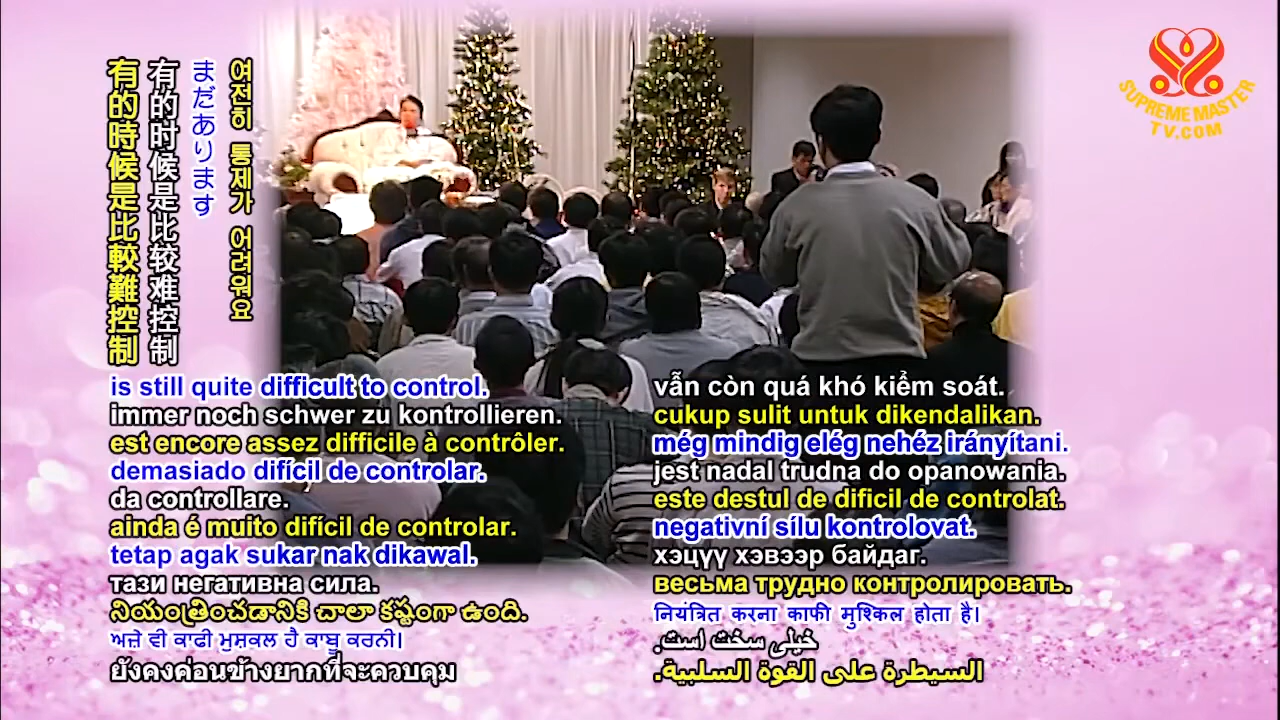 SUPREME MASTER
TV.COM
有的時候是比較難控制
有的时候是比较难控制
まだあります
여전히 통제가 어려워요
is still quite difficult to control.
immer noch schwer zu kontrollieren.
est encore assez difficile à contrôler.
demasiado difícil de controlar.
da controllare.
ainda é muito difícil de controlar.
tetap agak sukar nak dikawal.
тази негативна сила.
నియంత్రించడానికి చాలా కష్టంగా ఉంది.
ਅਜੇ ਵੀ ਕਾਫੀ ਮੁਸ਼ਕਲ ਹੈ ਕਾਬੂ ਕਰਨੀ।
ยังคงค่อนข้างยากที่จะควบคุม
vẫn còn quá khó kiểm soát.
cukup sulit untuk dikendalikan.
még mindig elég nehéz irányítani.
jest nadal trudna do opanowania.
este destul de dificil de controlat.
negativní sílu kontrolovat.
хэцүү хэвээр байдаг.
весьма трудно контролировать.
नियंत्रित करना काफी मुश्किल होता है।
خیلی سخت است.
السيطرة على القوة السلبية.